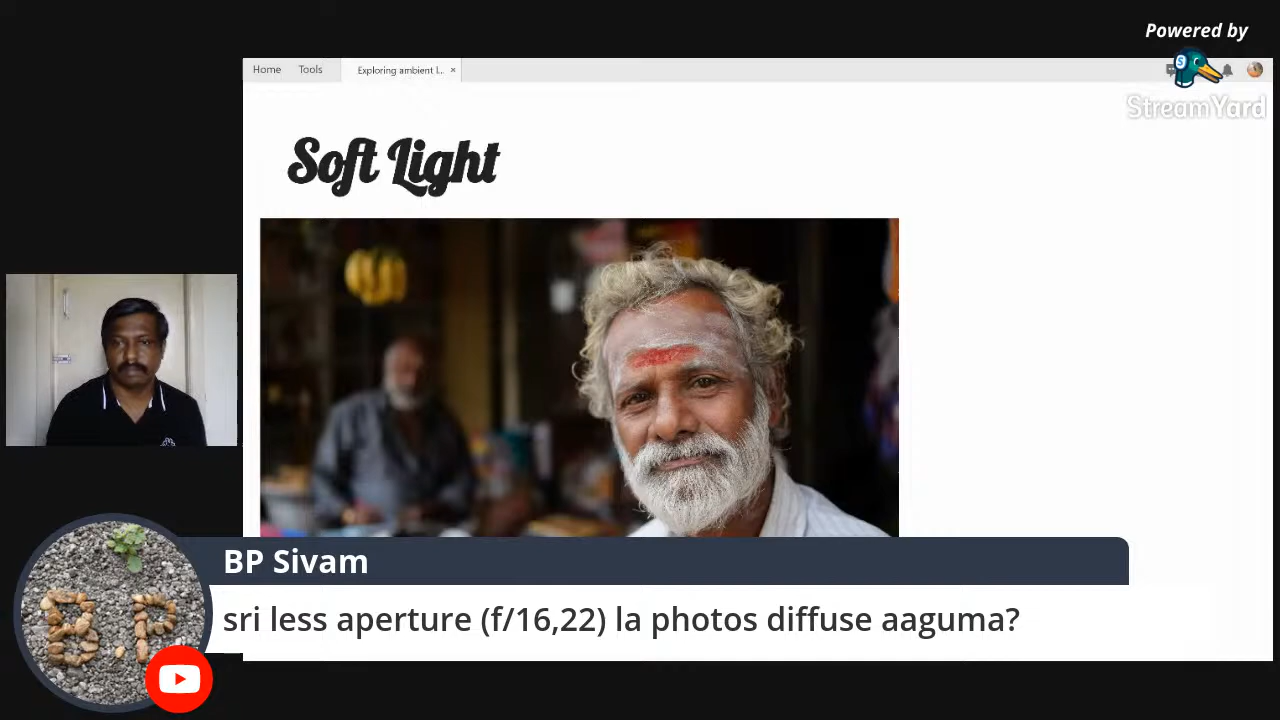 Powered by
StreamYard
Home Tools Exploring ambient l... ×
Soft Light
B.P
BP Sivam
sri less aperture (f/16,22) la photos diffuse aaguma?